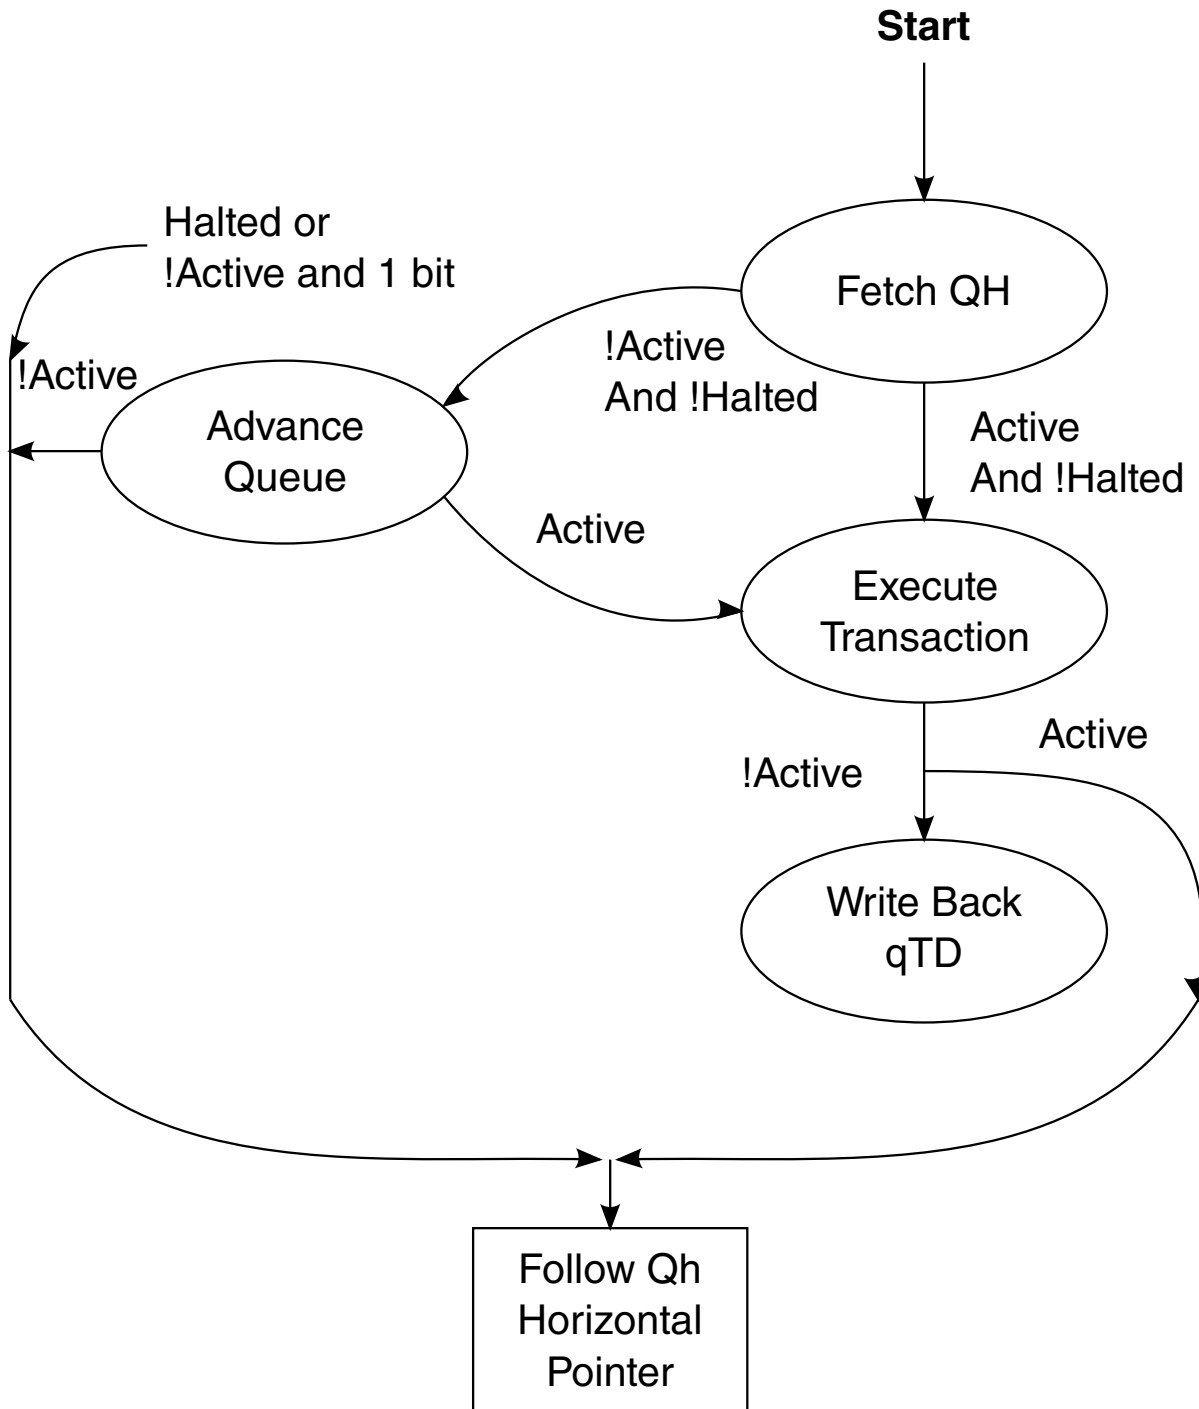 Start
Halted or
!Active and 1 bit
Fetch QH
!Active
And !Halted
!Active
Advance
Queue
Active
And !Halted
Active
Execute
Transaction
Active
!Active
Write Back
qTD
Follow Qh
Horizontal
Pointer